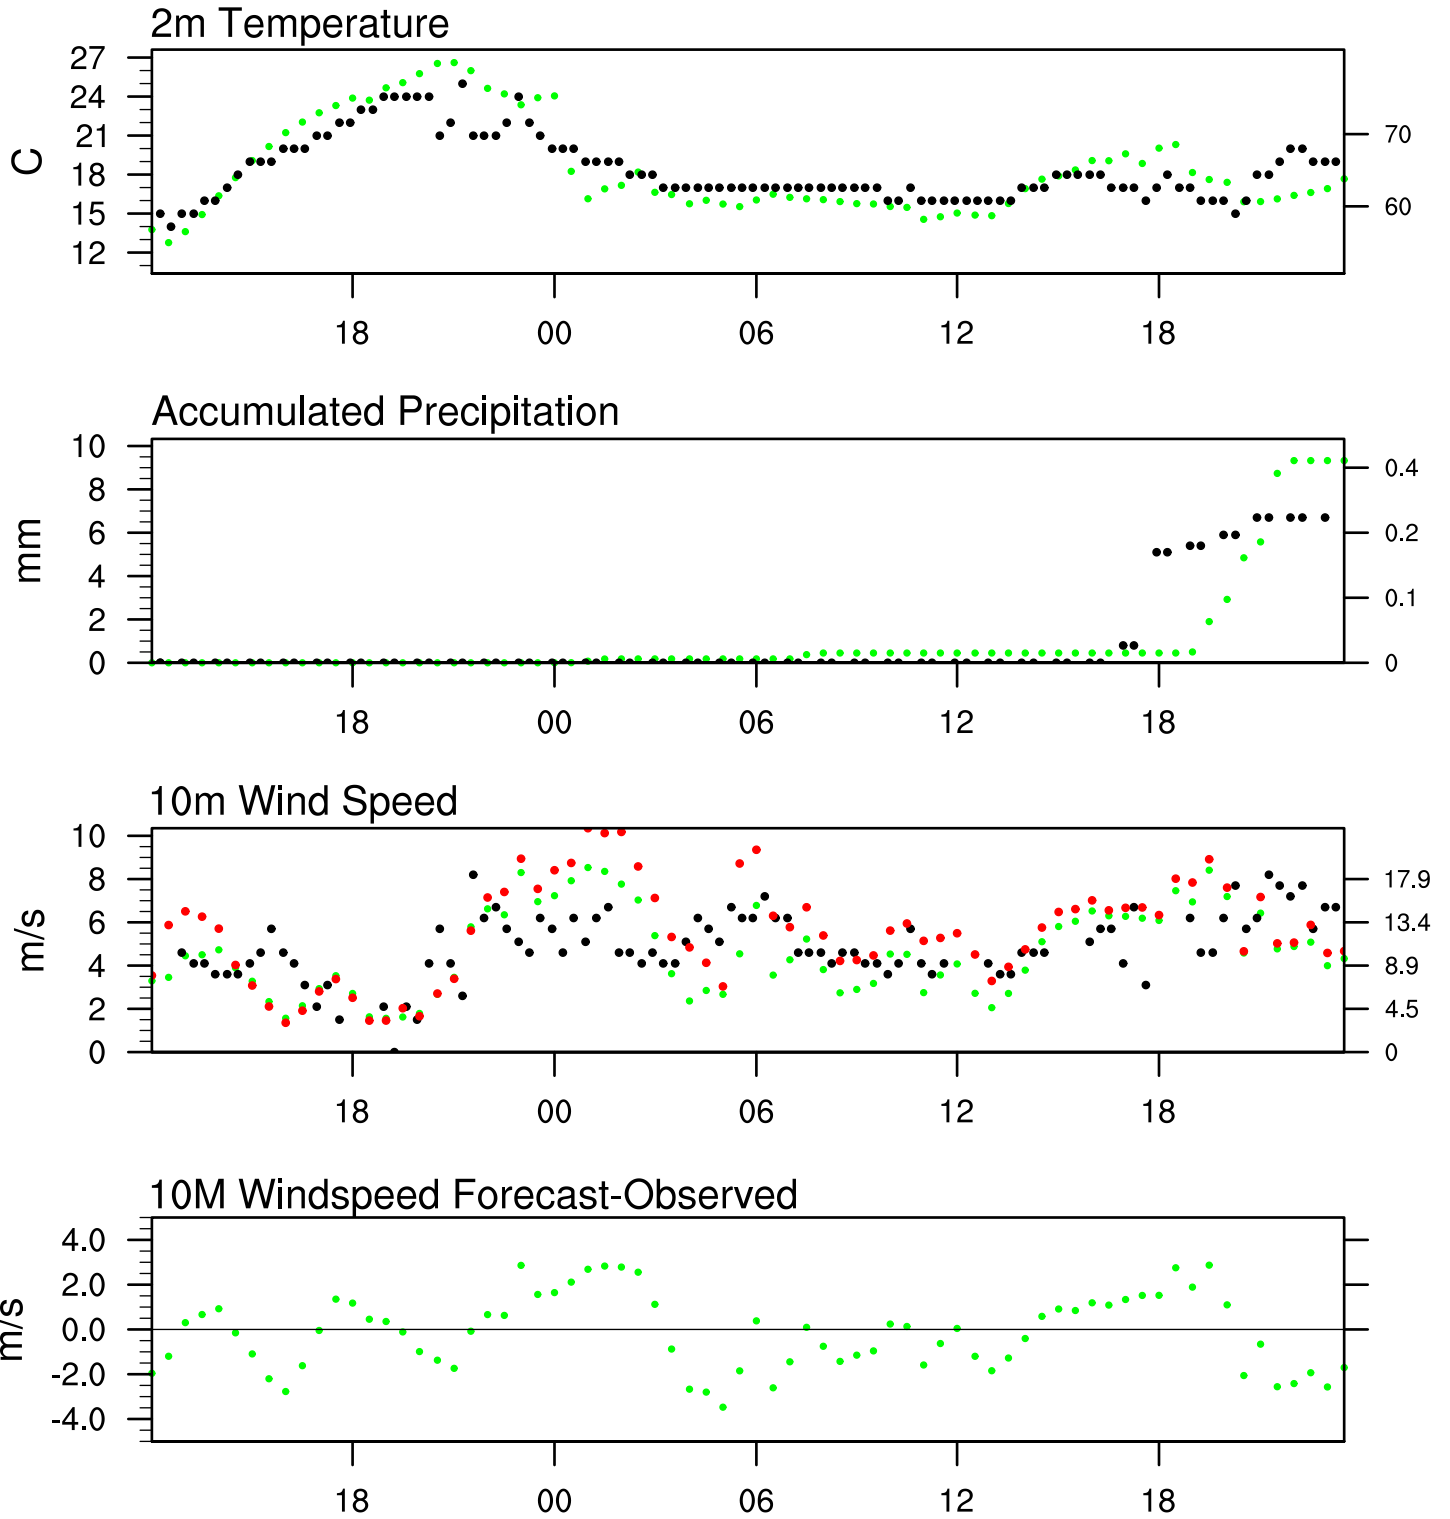 2m Temperature
27
24
21
18
15
12
C
70
60
18 00 06 12 18
Accumulated Precipitation
10
8
6
4
2
0
mm
0.4
0.2
0.1
0
18 00 06 12 18
10m Wind Speed
10
8
6
4
2
0
m/s
17.9
13.4
8.9
4.5
0
18 00 06 12 18
10M Windspeed Forecast-Observed
4.0
2.0
0.0
-2.0
-4.0
m/s
18 00 06 12 18